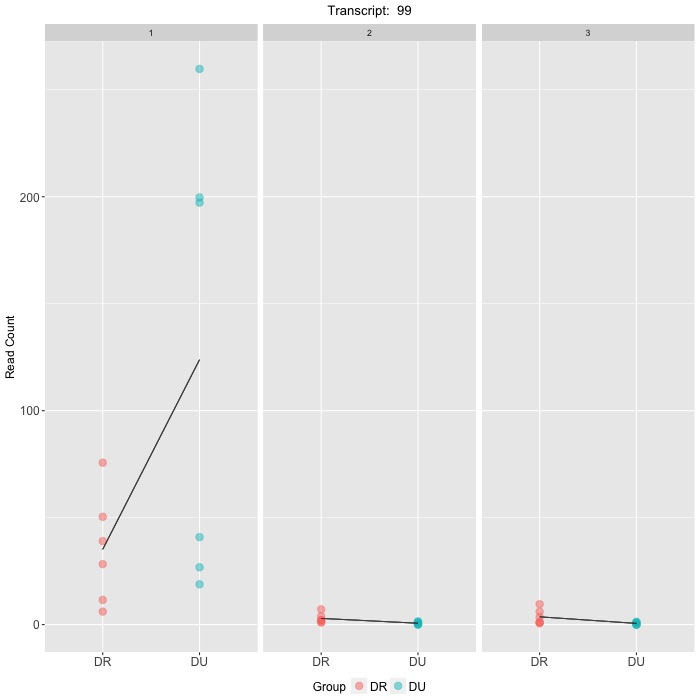 Transcript: 99
1 2 3
Read Count
200
100
0
DR DU DR DU DR DU
Group DR DU